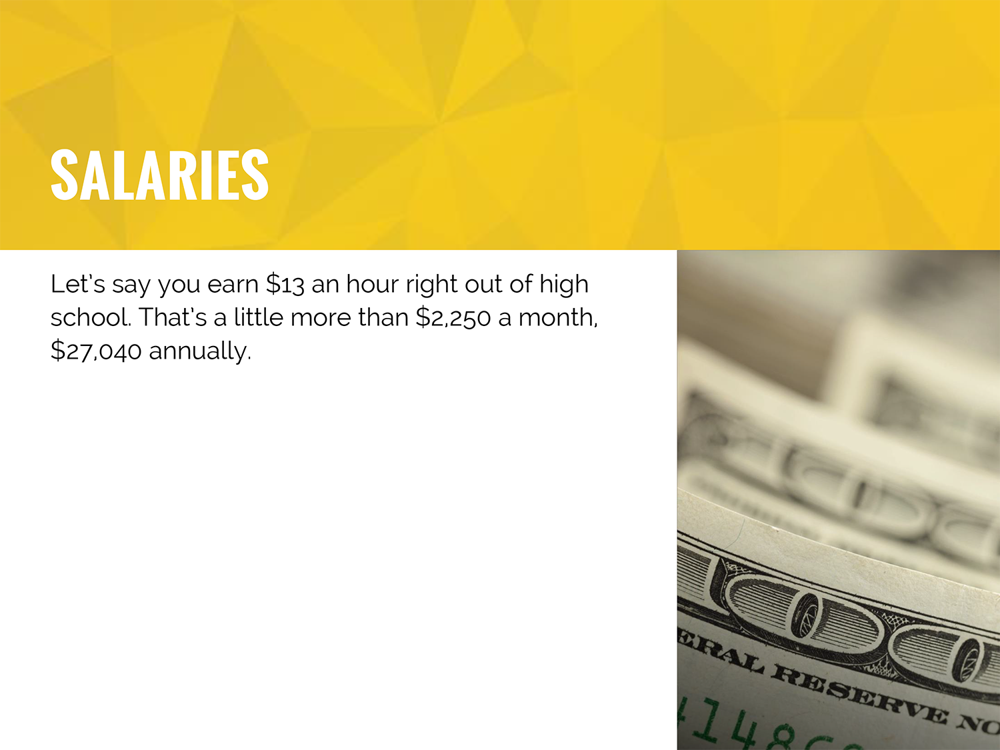 SALARIES
Let's say you earn $13 an hour right out of high
school. That's a little more than $2,250 a month,
$27,040 annually.
100
ERAL RESERVE NO